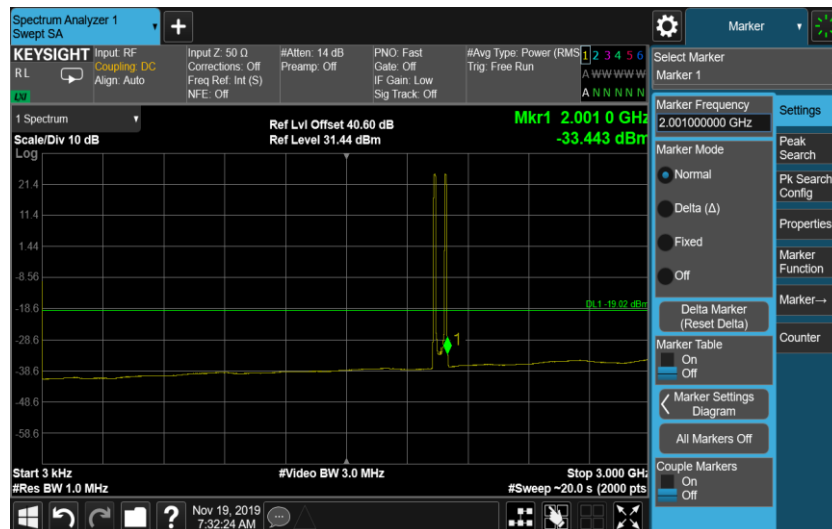 Spectrum Analyzer 1
Swept SA
Marker
KEYSIGHT
RL
LXI
Input: RF
Coupling: DC
Align: Auto
Input Z: 50 Ω
Corrections: Off
Freq Ref: Int (S)
NFE: Off
#Atten: 14 dB
Preamp: Off
PNO: Fast
Gate: Off
IF Gain: Low
Sig Track: Off
#Avg Type: Power (RMS
Trig: Free Run
1 2 3 4 5 6
A W W W W W
A N N N N N
Select Marker
Marker 1
1 Spectrum
Scale/Div 10 dB
Log
Ref Lvl Offset 40.60 dB
Ref Level 31.44 dBm
Mkr1 2.001 0 GHz
-33.443 dBm
21.4
11.4
1.44
-8.56
-18.6
-28.6
-38.6
-48.6
-58.6
DL1 -19.02 dBm
1
Start 3 kHz
#Res BW 1.0 MHz
#Video BW 3.0 MHz
Stop 3.000 GHz
#Sweep ~20.0 s (2000 pts
Marker Frequency
2.001000000 GHz
Marker Mode
Normal
Delta (Δ)
Fixed
Off
Delta Marker
(Reset Delta)
Marker Table
On
Off
Marker Settings
Diagram
All Markers Off
Couple Markers
On
Off
Settings
Peak
Search
Pk Search
Config
Properties
Marker
Function
Marker→
Counter
?
Nov 19, 2019
7:32:24 AM